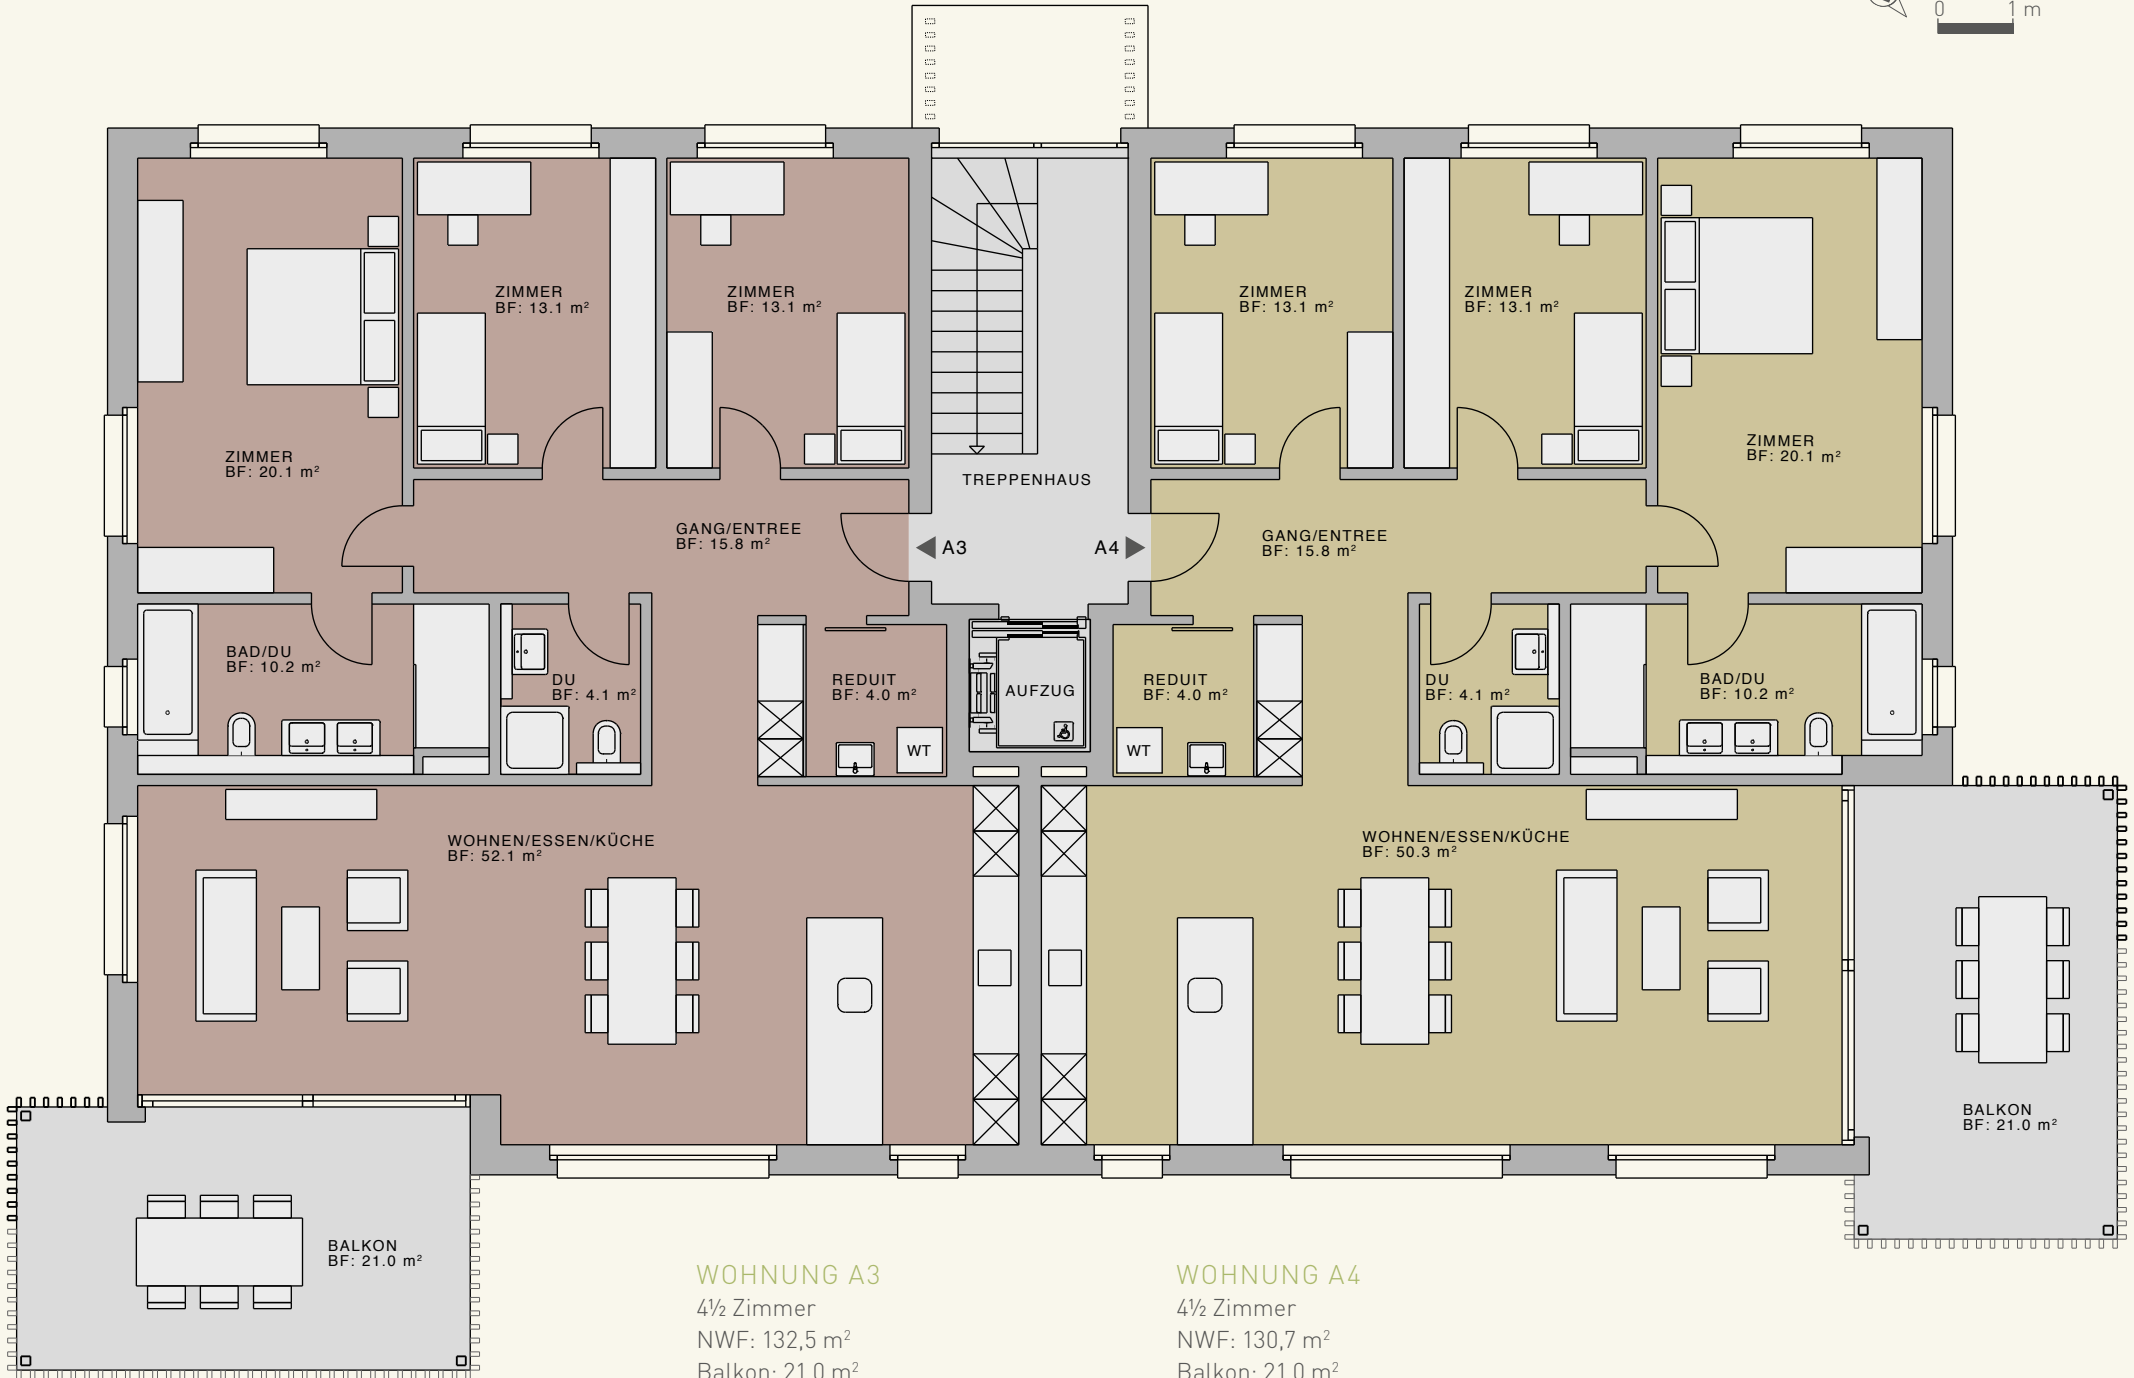 0 1 m
ZIMMER
BF: 13.1 m²
ZIMMER
BF: 13.1 m²
ZIMMER
BF: 13.1 m²
ZIMMER
BF: 13.1 m²
ZIMMER
BF: 20.1 m²
ZIMMER
BF: 20.1 m²
TREPPENHAUS
GANG/ENTREE
BF: 15.8 m²
A3
A4
GANG/ENTREE
BF: 15.8 m²
BAD/DU
BF: 10.2 m²
DU
BF: 4.1 m²
REDUIT
BF: 4.0 m²
WT
AUFZUG
REDUIT
BF: 4.0 m²
WT
DU
BF: 4.1 m²
BAD/DU
BF: 10.2 m²
WOHNEN/ESSEN/KÜCHE
BF: 52.1 m²
WOHNEN/ESSEN/KÜCHE
BF: 50.3 m²
BALKON
BF: 21.0 m²
BALKON
BF: 21.0 m²
WOHNUNG A3
4½ Zimmer
NWF: 132,5 m²
Balkon: 21,0 m²
WOHNUNG A4
4½ Zimmer
NWF: 130,7 m²
Balkon: 21,0 m²